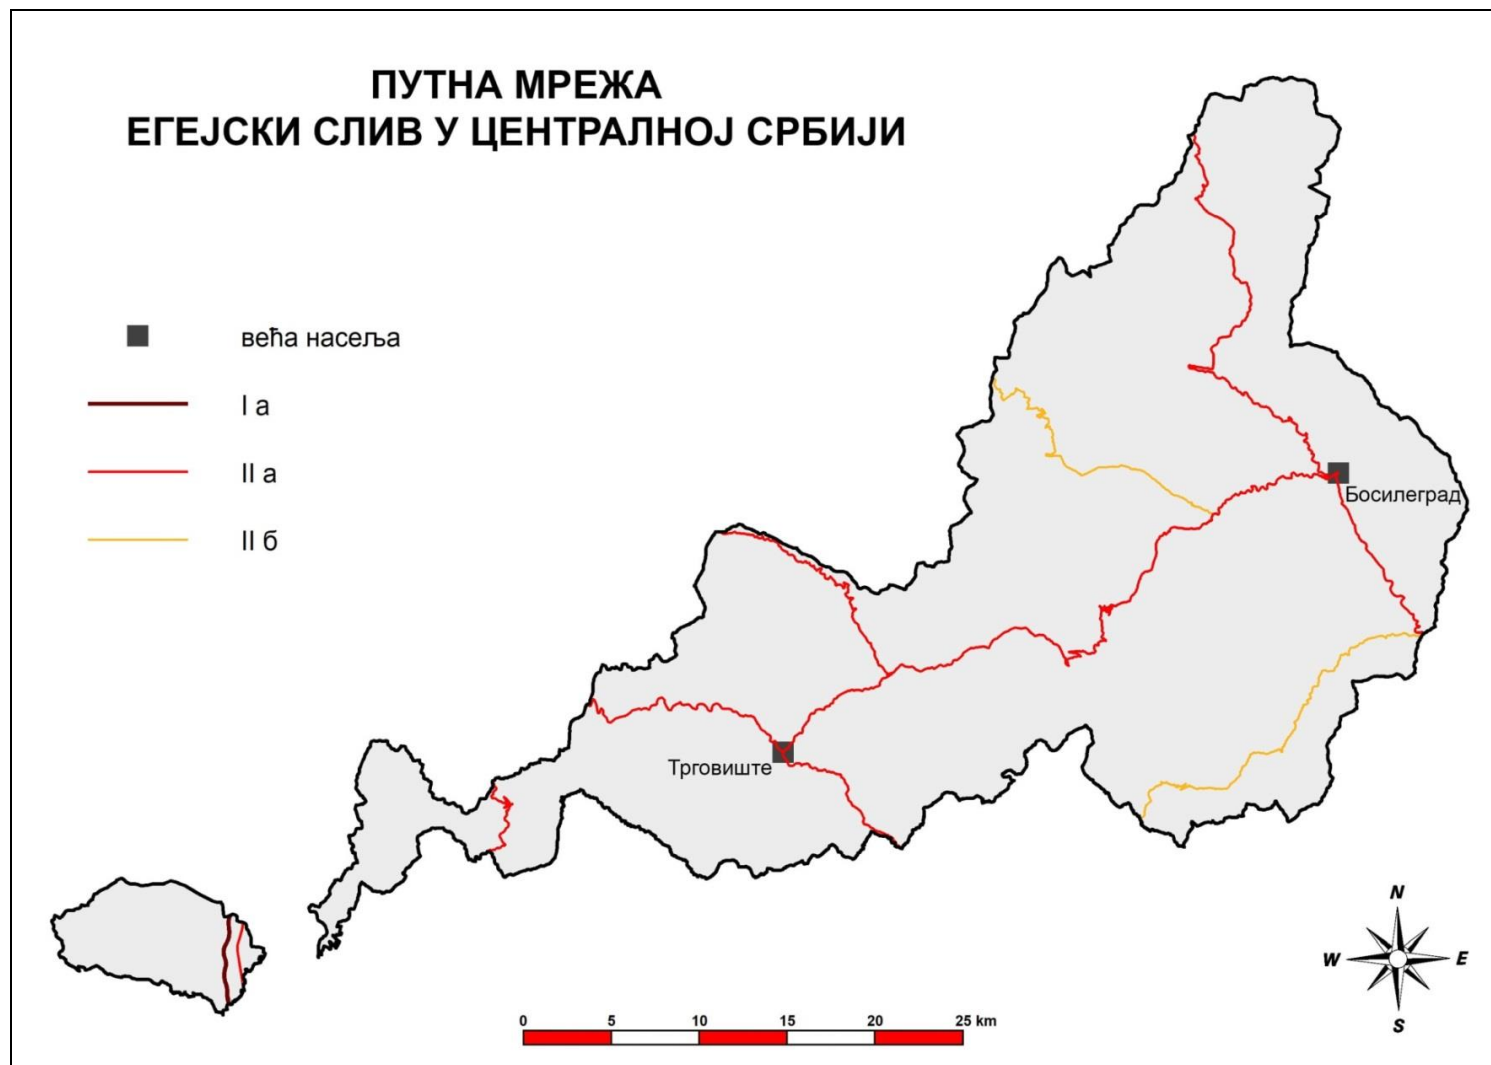 ПУТНА МРЕЖА
ЕГЕЈСКИ СЛИВ У ЦЕНТРАЛНОЈ СРБИЈИ
већа насеља
I а
II а
II б
Босилеград
Трговиште
N
W
E
S
0 5 10 15 20 25 km